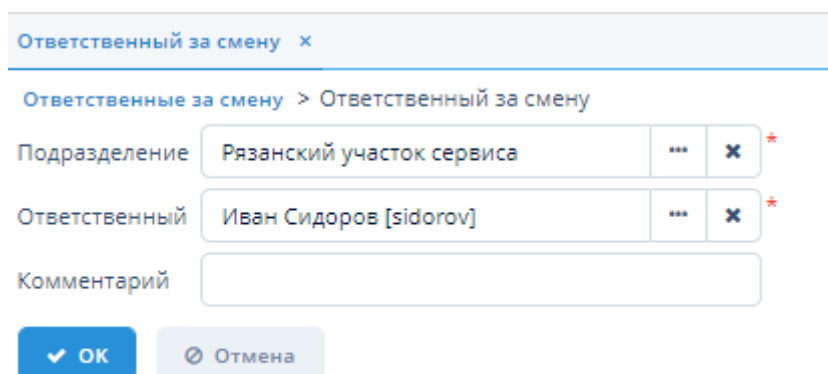 Ответственный за смену ×
Ответственные за смену > Ответственный за смену
Подразделение Рязанский участок сервиса ... × *
Ответственный Иван Сидоров [sidorov] ... × *
Комментарий
ОК Отмена